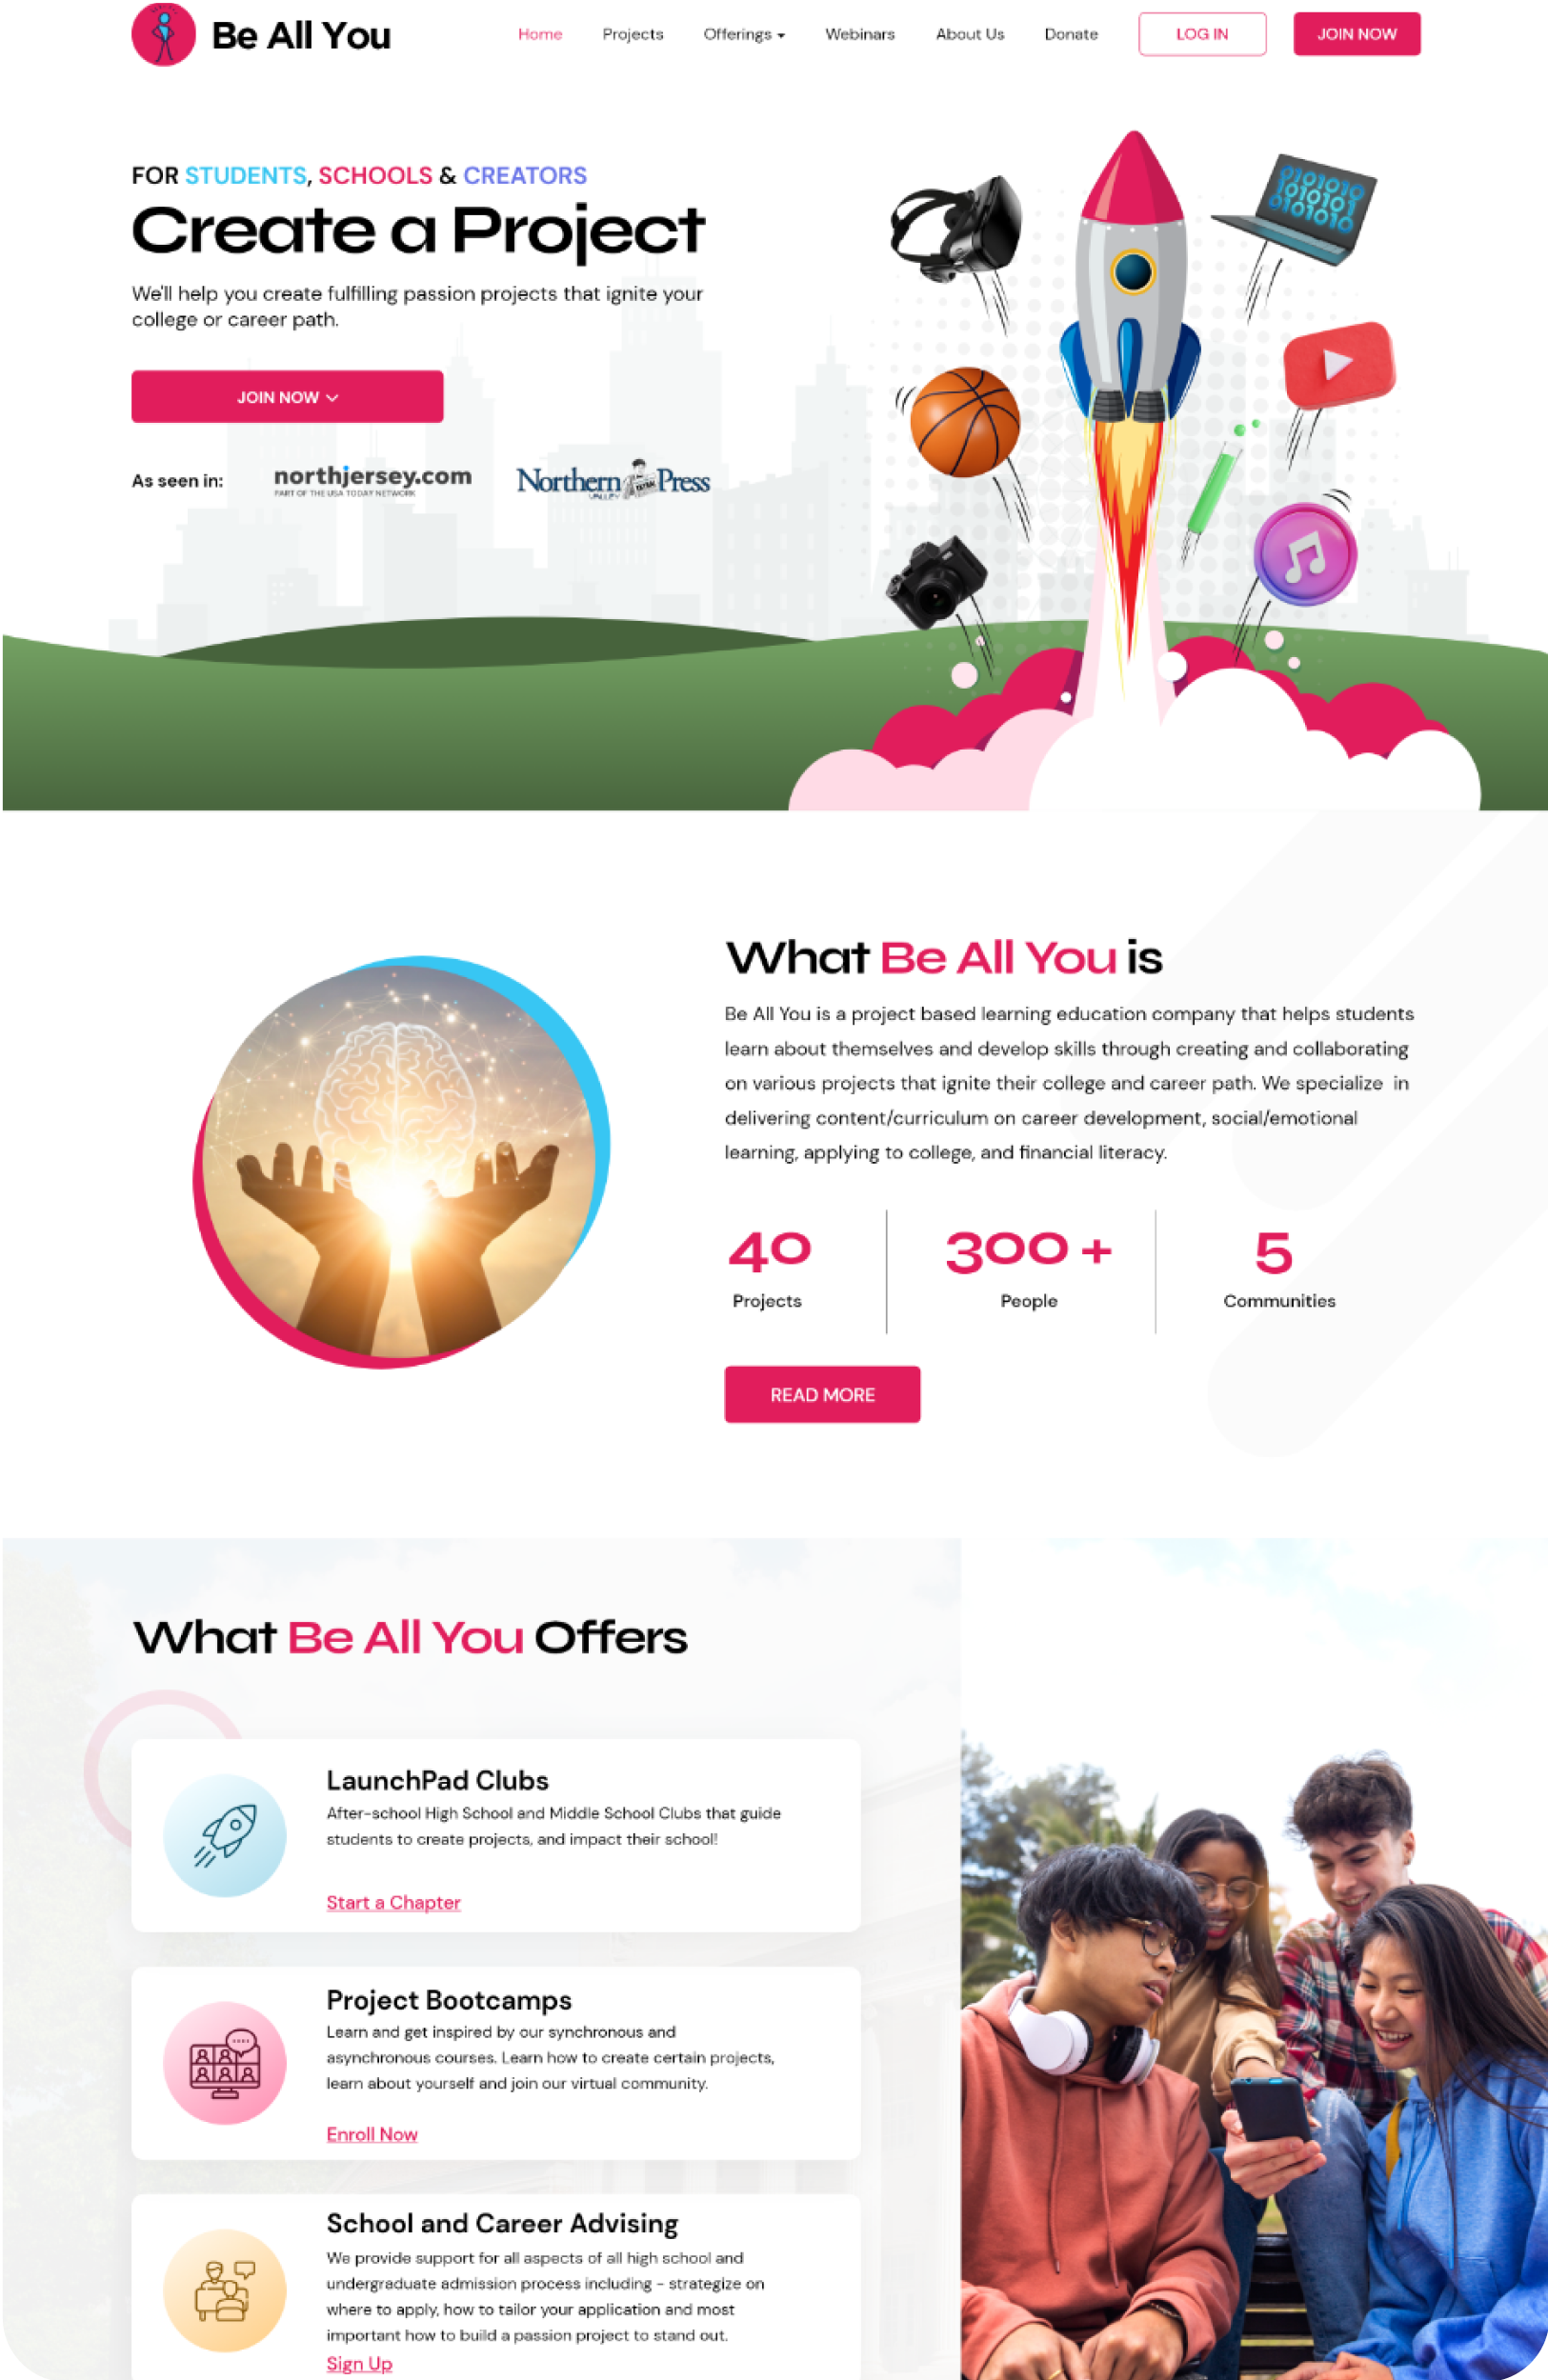 Be All You
Home Projects Offerings Webinars About Us Donate LOG IN JOIN NOW
FOR STUDENTS, SCHOOLS & CREATORS
Create a Project
We'll help you create fulfilling passion projects that ignite your
college or career path.
JOIN NOW
As seen in:
northjersey.com
PART OF THE USA TODAY NETWORK
Northern Press
VALLEY
0101010
101010
0101010
What Be All You is
Be All You is a project based learning education company that helps students
learn about themselves and develop skills through creating and collaborating
on various projects that ignite their college and career path. We specialize in
delivering content/curriculum on career development, social/emotional
learning, applying to college, and financial literacy.
40 300 + 5
Projects People Communities
READ MORE
What Be All You Offers
LaunchPad Clubs
After-school High School and Middle School Clubs that guide
students to create projects, and impact their school!
Start a Chapter
Project Bootcamps
Learn and get inspired by our synchronous and
asynchronous courses. Learn how to create certain projects,
learn about yourself and join our virtual community.
Enroll Now
School and Career Advising
We provide support for all aspects of all high school and
undergraduate admission process including - strategize on
where to apply, how to tailor your application and most
important how to build a passion project to stand out.
Sign Up